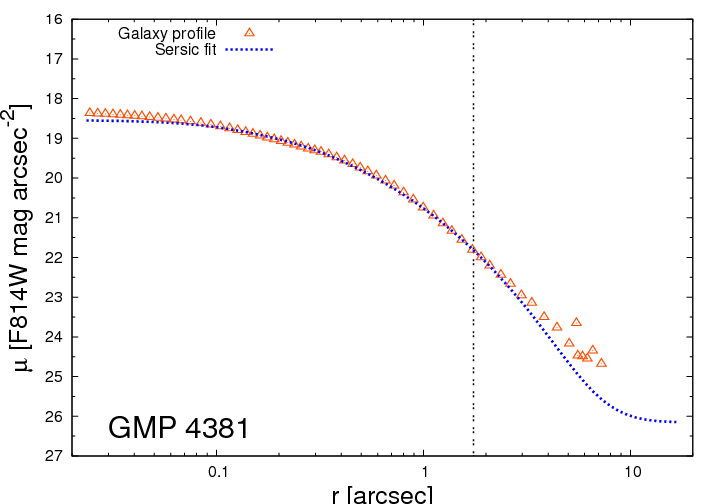 16
Galaxy profile
Sersic fit
17
18
19
20
21
22
23
24
25
26
27
μ [F814W mag arcsec⁻²]
GMP 4381
0.1 1 10
r [arcsec]